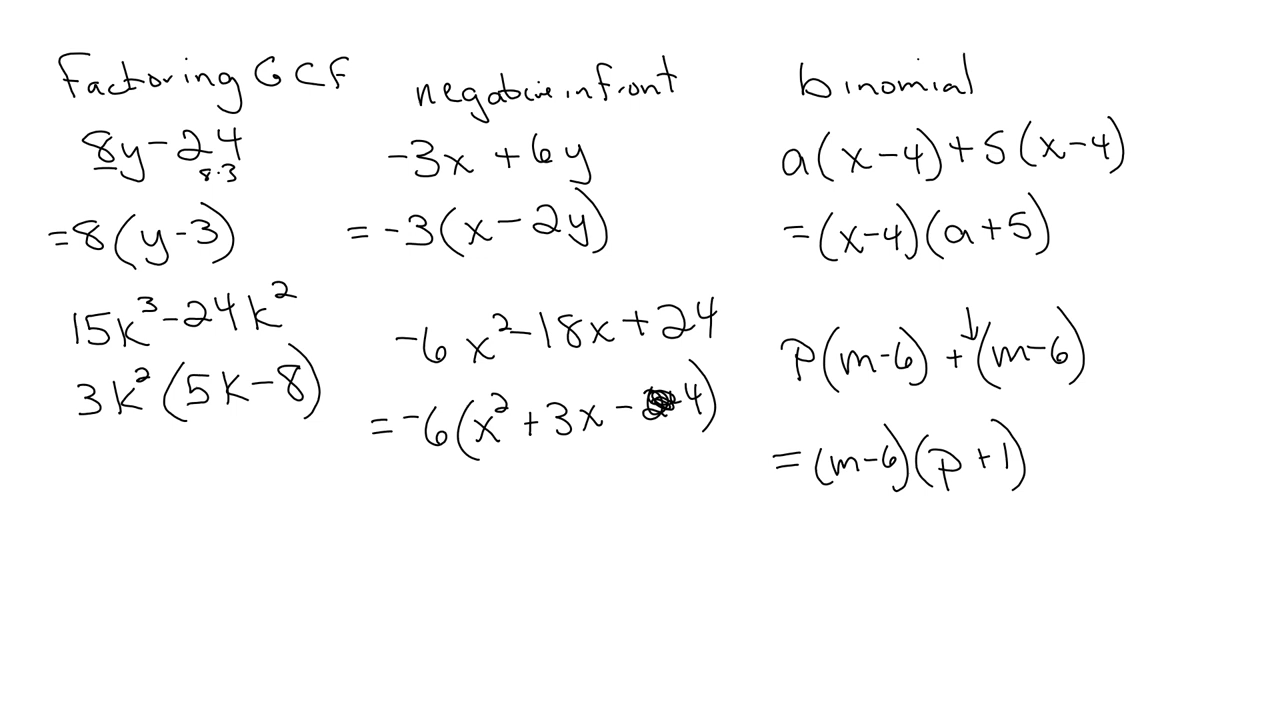 Factoring GCF
8y-24
8·3
=8(y-3)
15k³-24k²
3k²(5k-8)
negative in front
-3x+6y
=-3(x-2y)
-6x²-18x+24
=-6(x²+3x-4)
binomial
a(x-4)+5(x-4)
=(x-4)(a+5)
P(m-6)+↓(m-6)
=(m-6)(p+1)